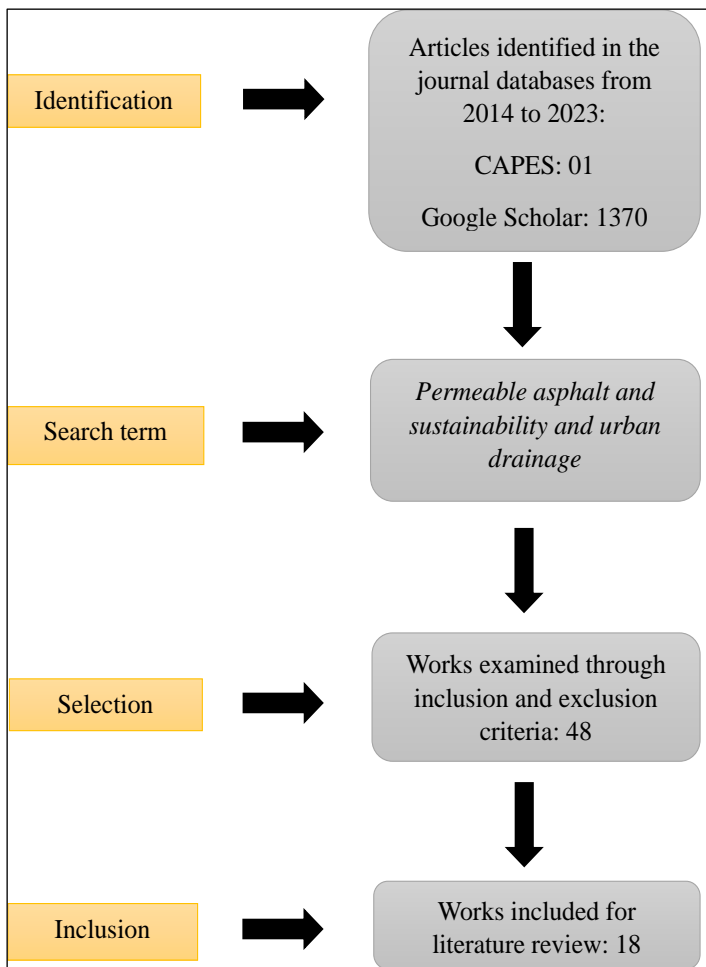 Identification
Articles identified in the
journal databases from
2014 to 2023:
CAPES: 01
Google Scholar: 1370
Search term
Permeable asphalt and
sustainability and urban
drainage
Selection
Works examined through
inclusion and exclusion
criteria: 48
Inclusion
Works included for
literature review: 18